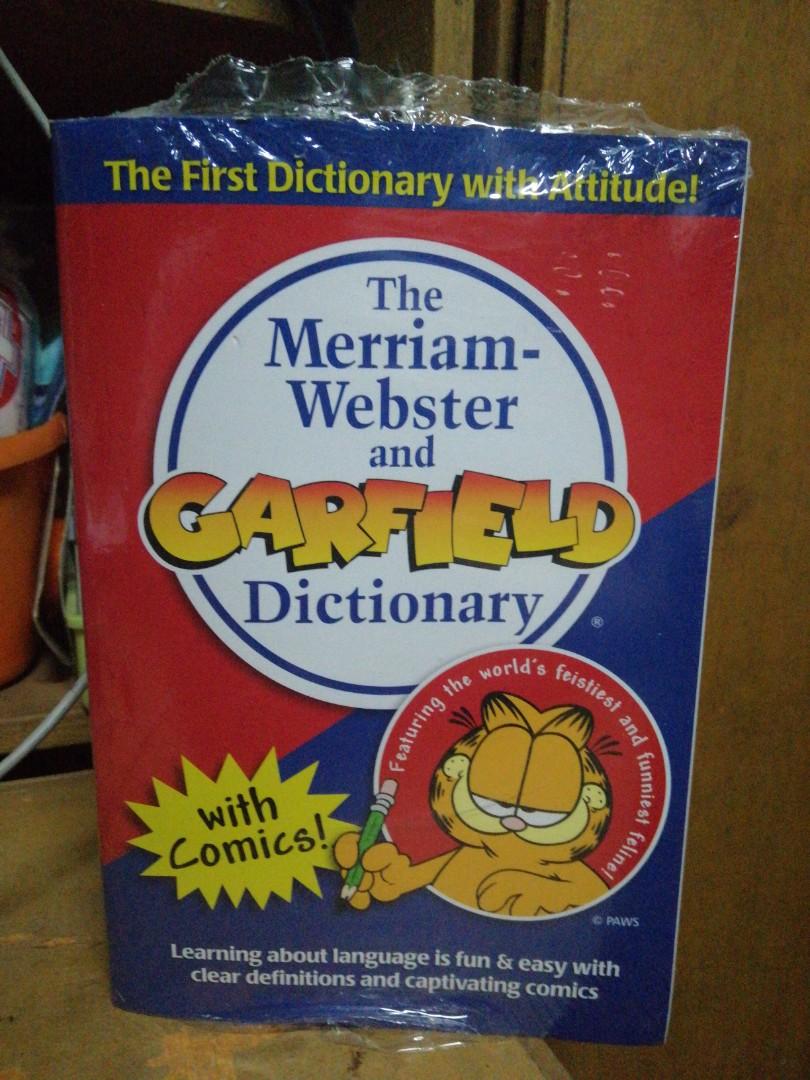 The First Dictionary with Attitude!
The
Merriam-
Webster
and
GARFIELD
Dictionary
®
Featuring the world's feistiest and funniest feline!
with
Comics!
© PAWS
Learning about language is fun & easy with
clear definitions and captivating comics